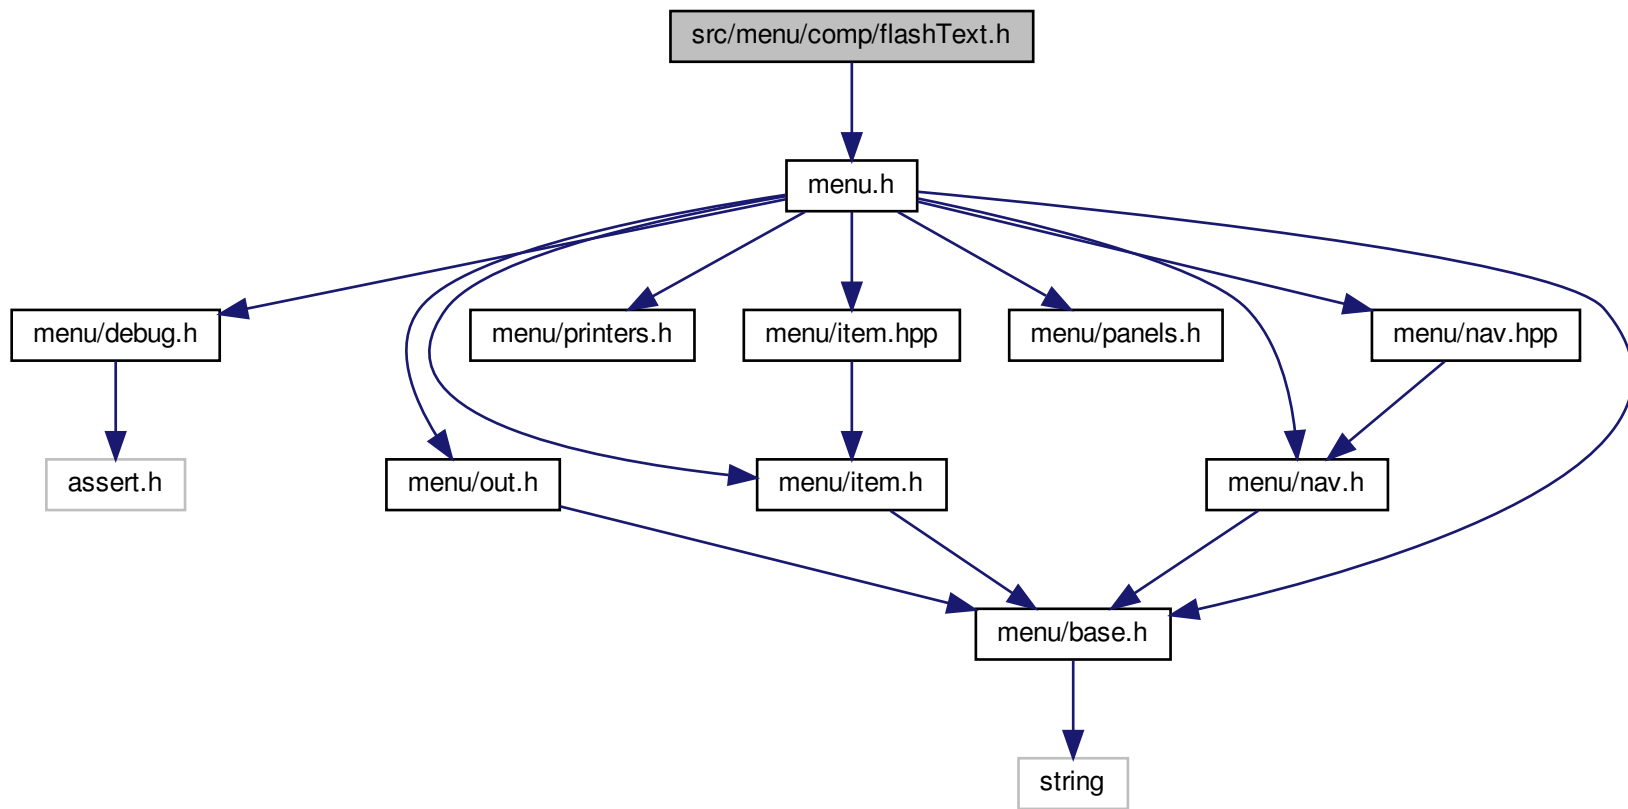 src/menu/comp/flashText.h
menu.h
menu/debug.h
menu/printers.h
menu/item.hpp
menu/panels.h
menu/nav.hpp
assert.h
menu/out.h
menu/item.h
menu/nav.h
menu/base.h
string